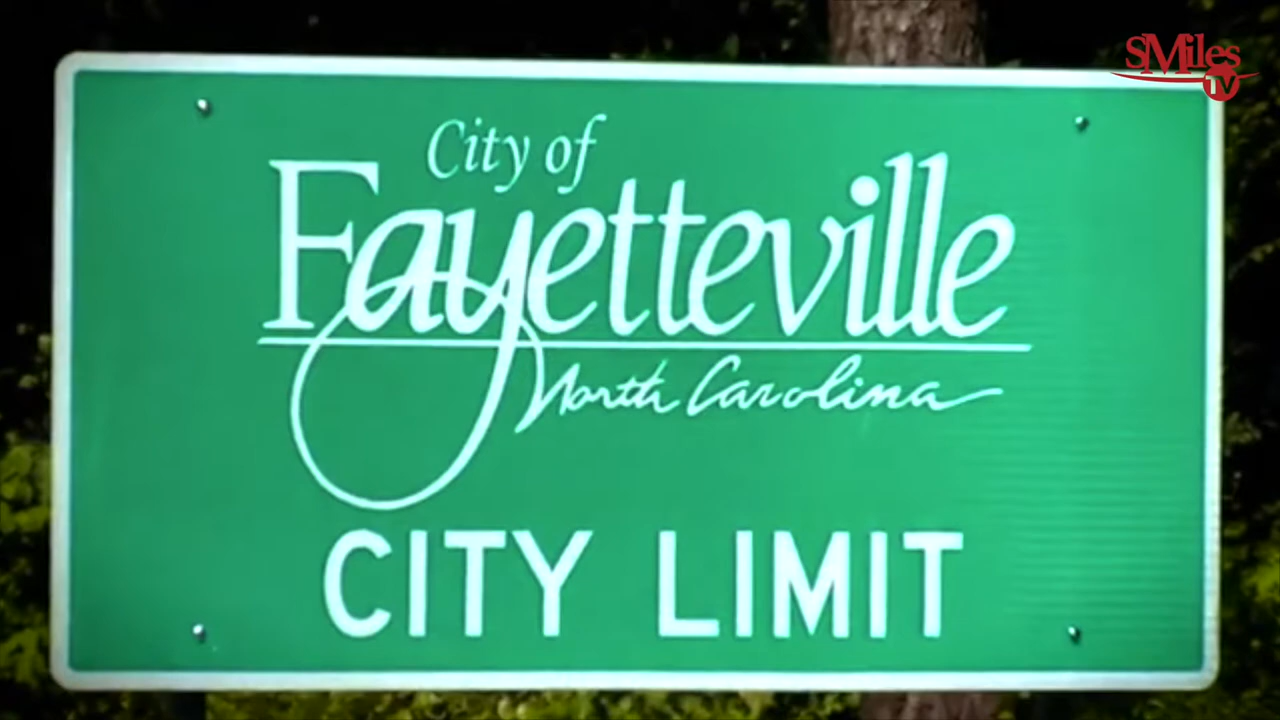 SMiles
TV
City of
Fayetteville
North Carolina
CITY LIMIT